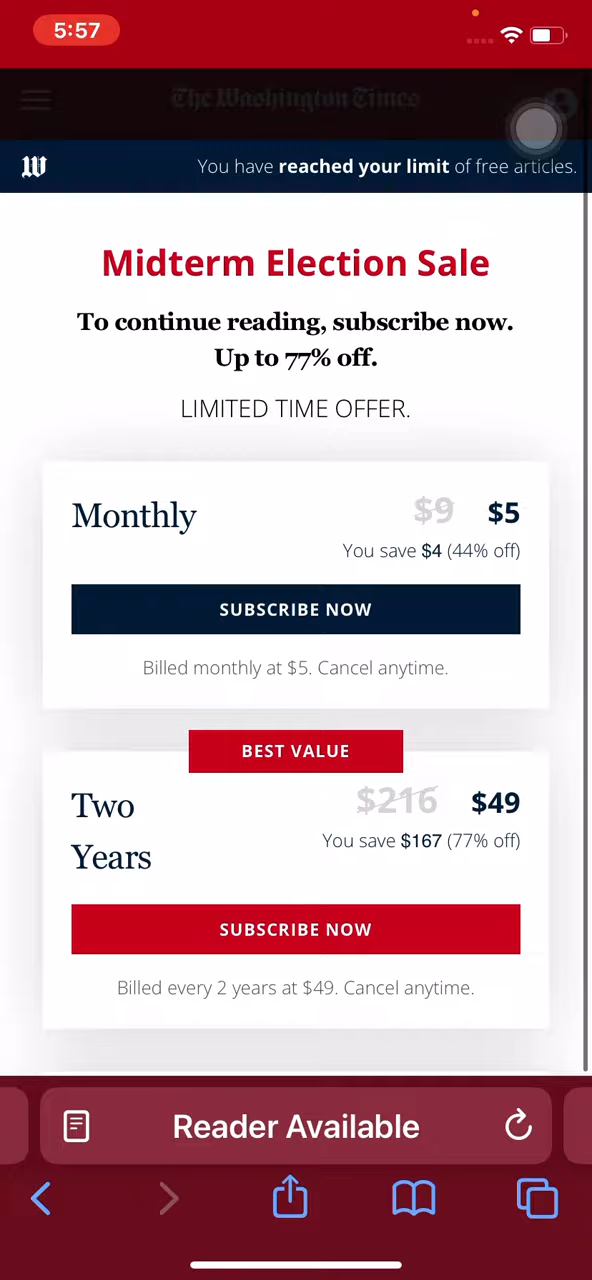 5:57
The Washington Times
W
You have reached your limit of free articles.
Midterm Election Sale
To continue reading, subscribe now.
Up to 77% off.
LIMITED TIME OFFER.
Monthly $9 $5
You save $4 (44% off)
SUBSCRIBE NOW
Billed monthly at $5. Cancel anytime.
BEST VALUE
Two Years $216 $49
You save $167 (77% off)
SUBSCRIBE NOW
Billed every 2 years at $49. Cancel anytime.
Reader Available